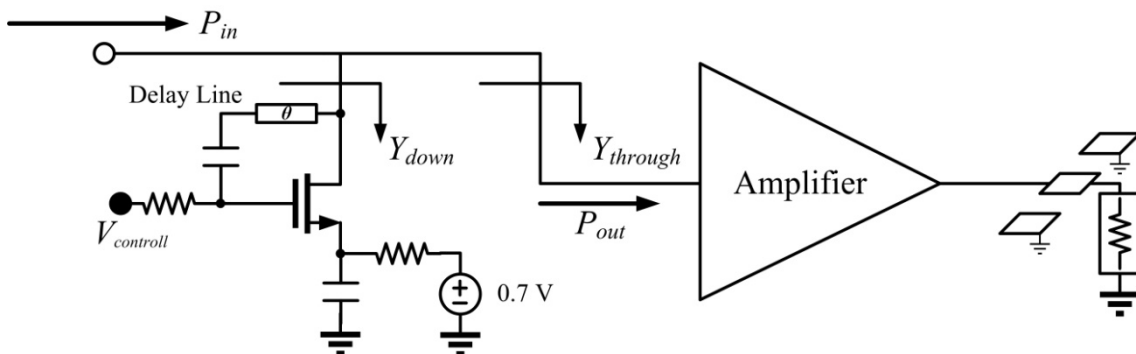 P_in
Delay Line
θ
Y_down
Y_through
Amplifier
V_controll
P_out
0.7 V